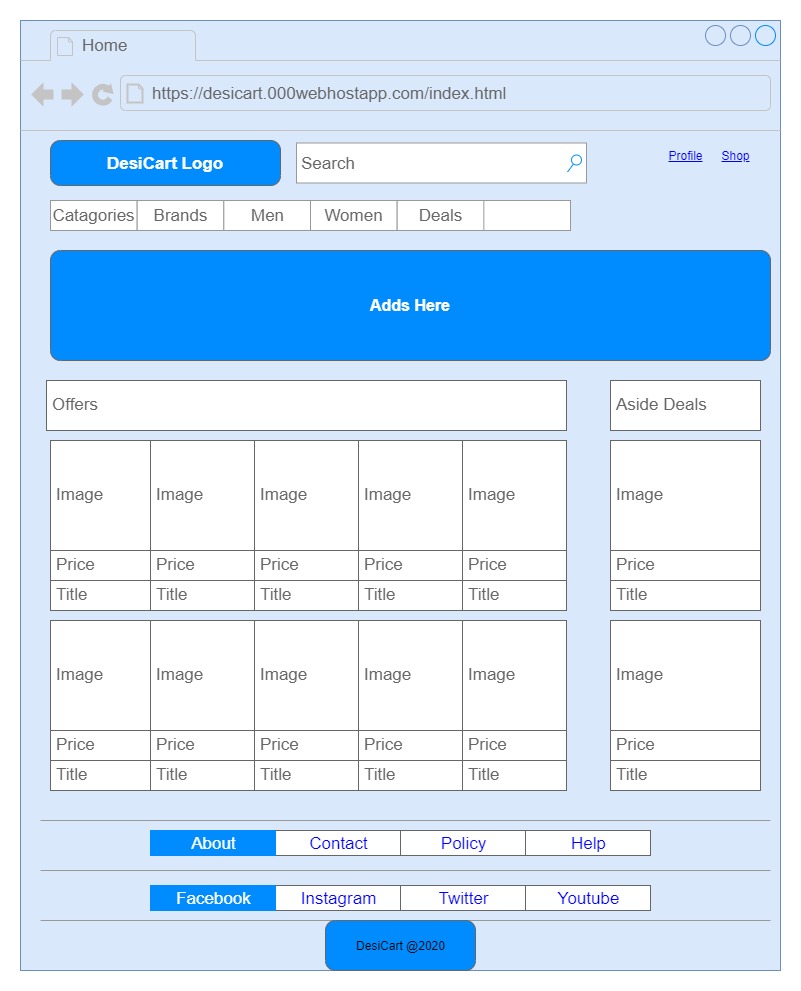 Home
https://desicart.000webhostapp.com/index.html
DesiCart Logo
Search
Profile Shop
Catagories Brands Men Women Deals
Adds Here
Offers
Aside Deals
Image Image Image Image Image Image
Price Price Price Price Price Price
Title Title Title Title Title Title
Image Image Image Image Image Image
Price Price Price Price Price Price
Title Title Title Title Title Title
About Contact Policy Help
Facebook Instagram Twitter Youtube
DesiCart @2020